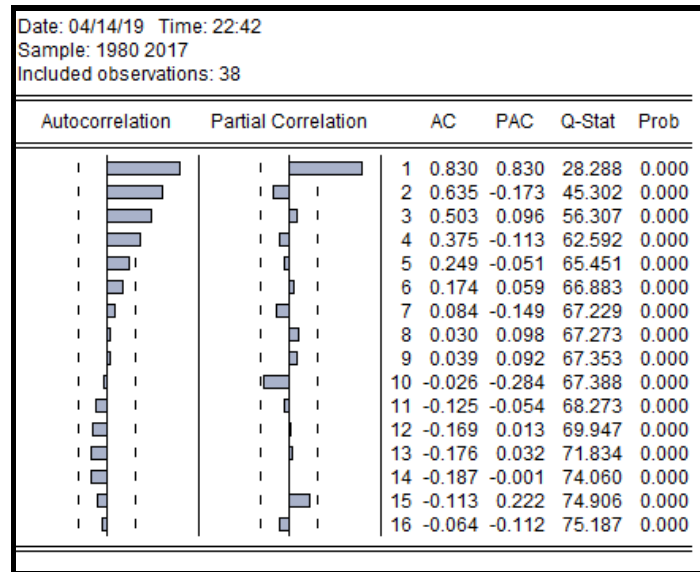 Date: 04/14/19 Time: 22:42
Sample: 1980 2017
Included observations: 38
Autocorrelation Partial Correlation AC PAC Q-Stat Prob
1 0.830 0.830 28.288 0.000
2 0.635 -0.173 45.302 0.000
3 0.503 0.096 56.307 0.000
4 0.375 -0.113 62.592 0.000
5 0.249 -0.051 65.451 0.000
6 0.174 0.059 66.883 0.000
7 0.084 -0.149 67.229 0.000
8 0.030 0.098 67.273 0.000
9 0.039 0.092 67.353 0.000
10 -0.026 -0.284 67.388 0.000
11 -0.125 -0.054 68.273 0.000
12 -0.169 0.013 69.947 0.000
13 -0.176 0.032 71.834 0.000
14 -0.187 -0.001 74.060 0.000
15 -0.113 0.222 74.906 0.000
16 -0.064 -0.112 75.187 0.000